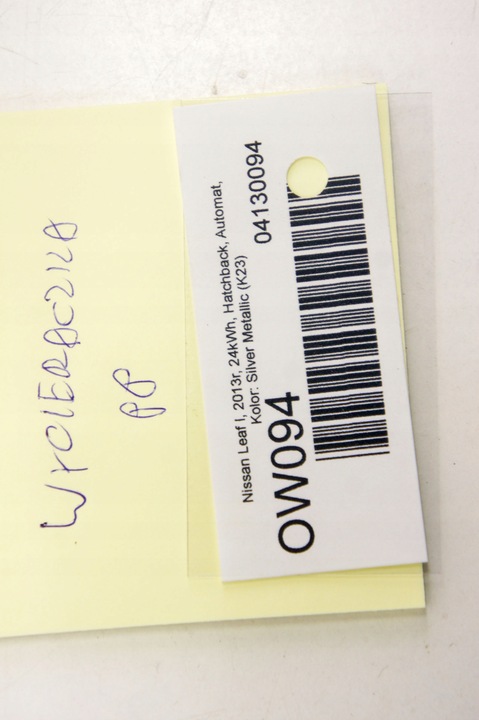 WYCIERACZKA
PP
Nissan Leaf I, 2013r, 24kWh, Hatchback, Automat,
Kolor: Silver Metallic (K23)
OW094 04130094